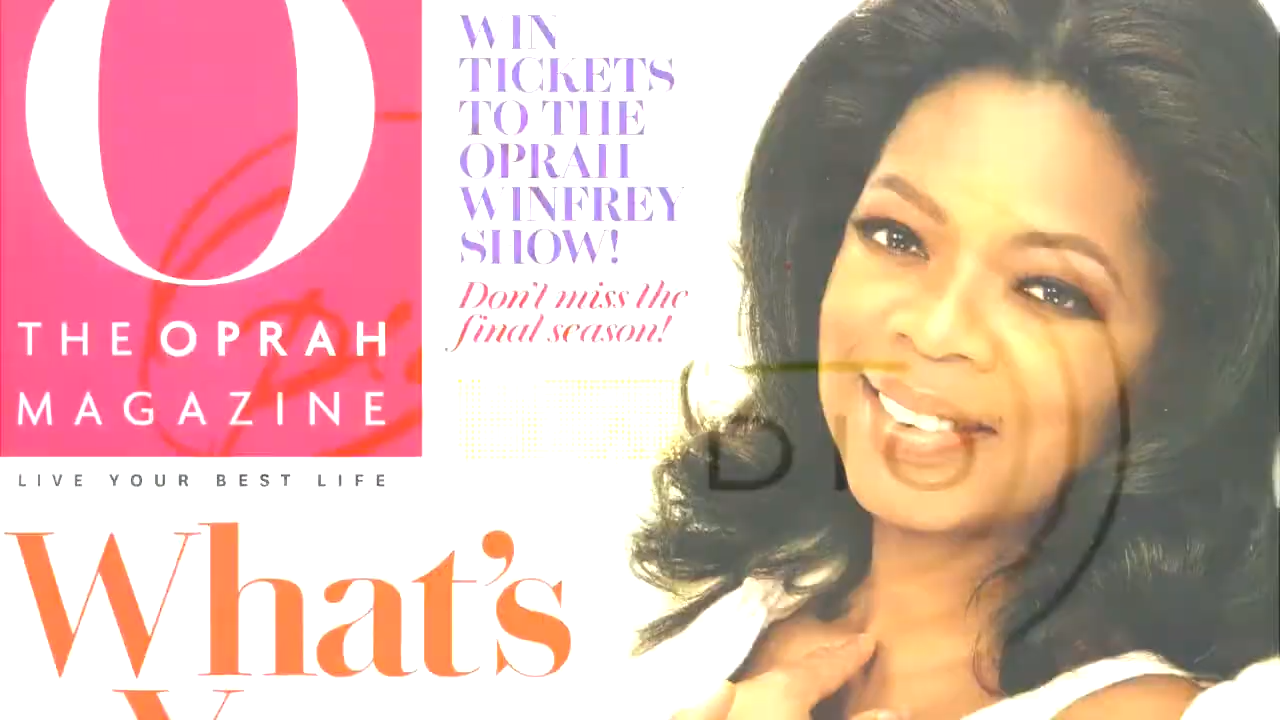 O
THE OPRAH
MAGAZINE
LIVE YOUR BEST LIFE
WIN
TICKETS
TO THE
OPRAH
WINFREY
SHOW!
Don't miss the
final season!
What's